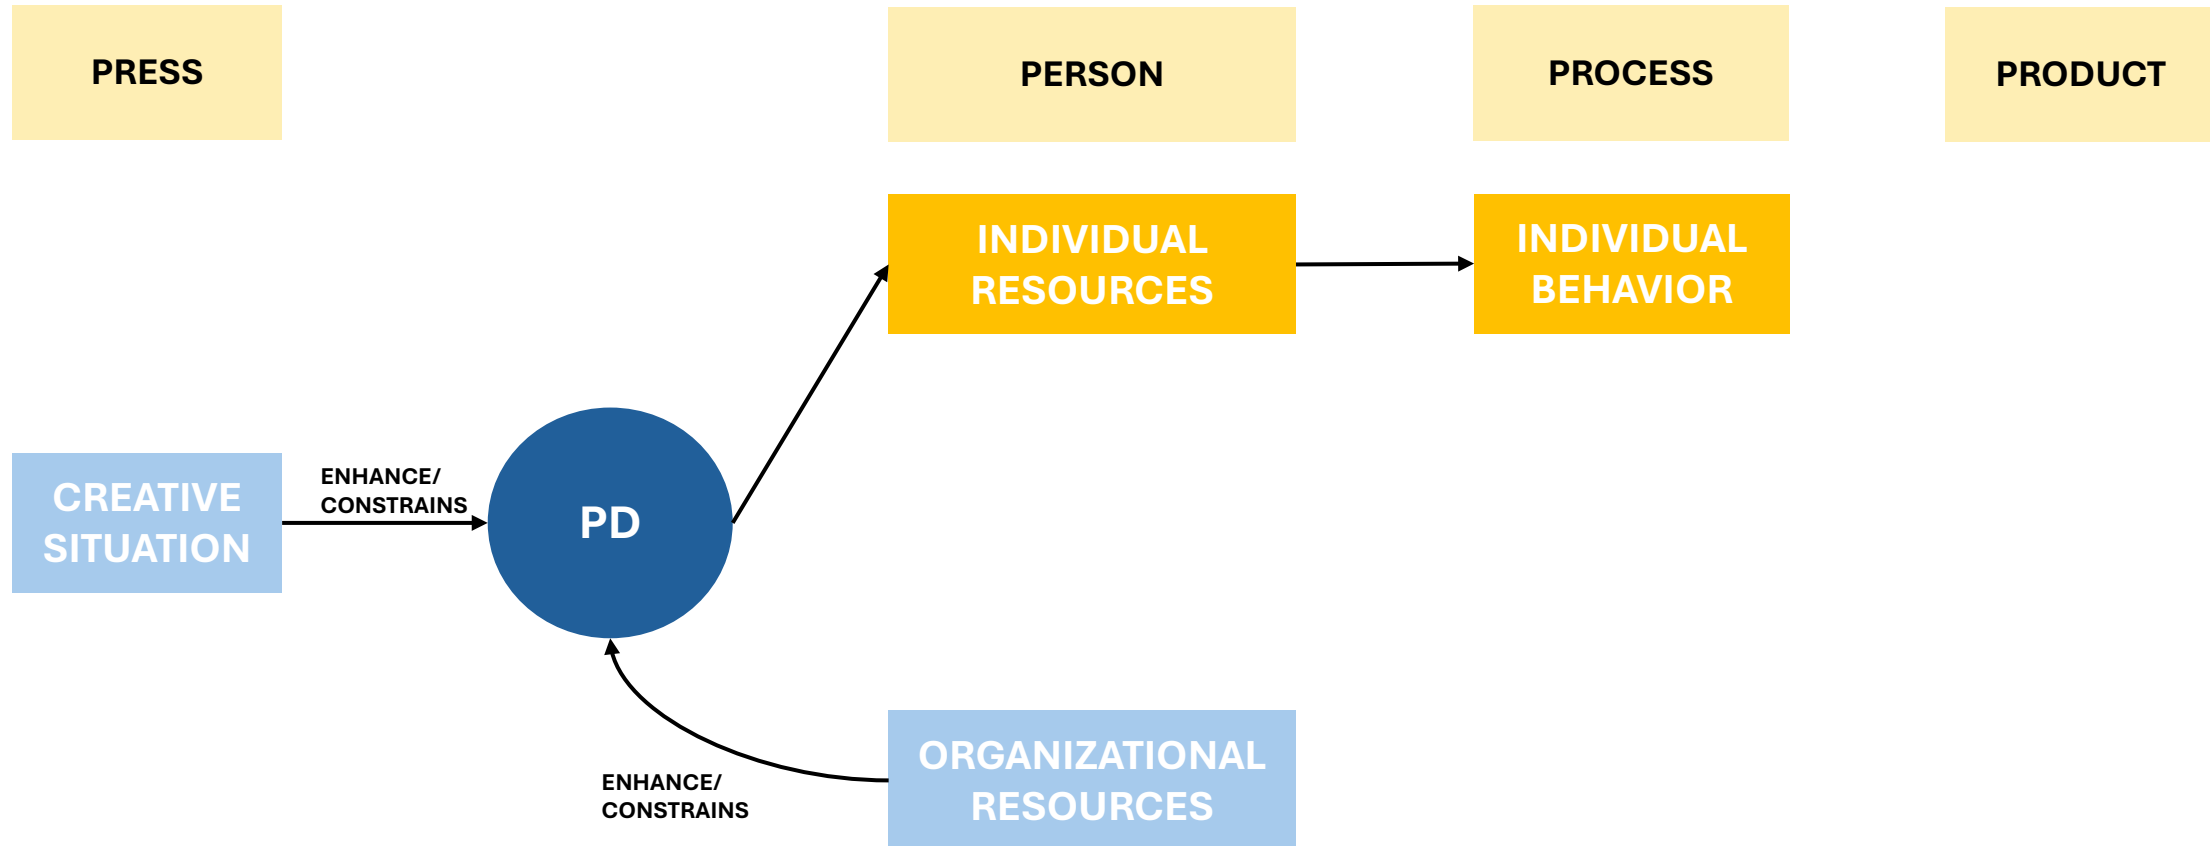 PRESS
PERSON
PROCESS
PRODUCT
INDIVIDUAL
RESOURCES
INDIVIDUAL
BEHAVIOR
CREATIVE
SITUATION
ENHANCE/
CONSTRAINS
PD
ENHANCE/
CONSTRAINS
ORGANIZATIONAL
RESOURCES